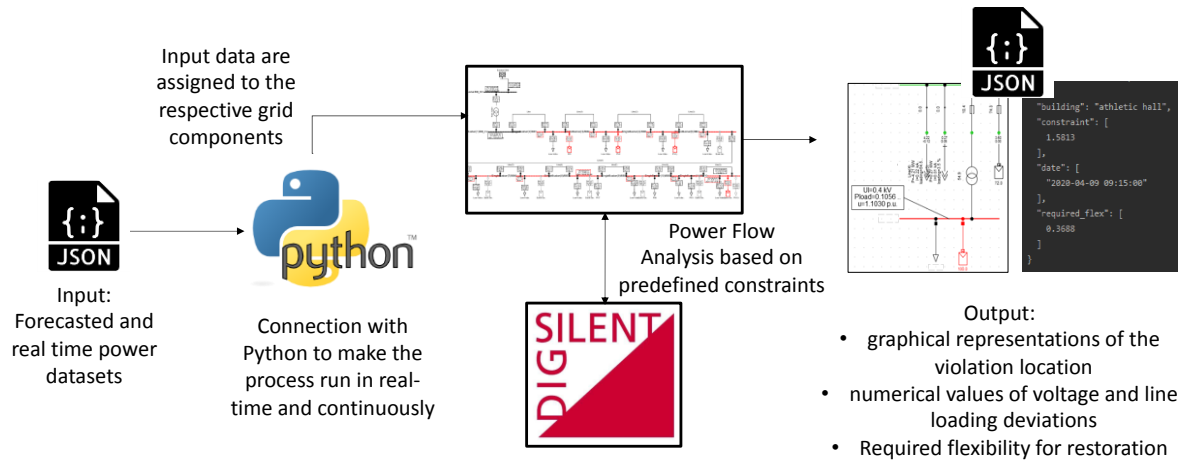 Input data are
assigned to the
respective grid
components
{;}
JSON
Input:
Forecasted and
real time power
datasets
python™
Connection with
Python to make the
process run in real-
time and continuously
Power Flow
Analysis based on
predefined constraints
DIG
SILENT
{;}
JSON
Ul=0.4 kV
Pload=0.1056
u=1.1030 p.u.
"building": "athletic hall",
"constraint": [
1.5813
],
"date": [
"2020-04-09 09:15:00"
],
"required_flex": [
0.3688
]
}
Output:
• graphical representations of the
violation location
• numerical values of voltage and line
loading deviations
• Required flexibility for restoration